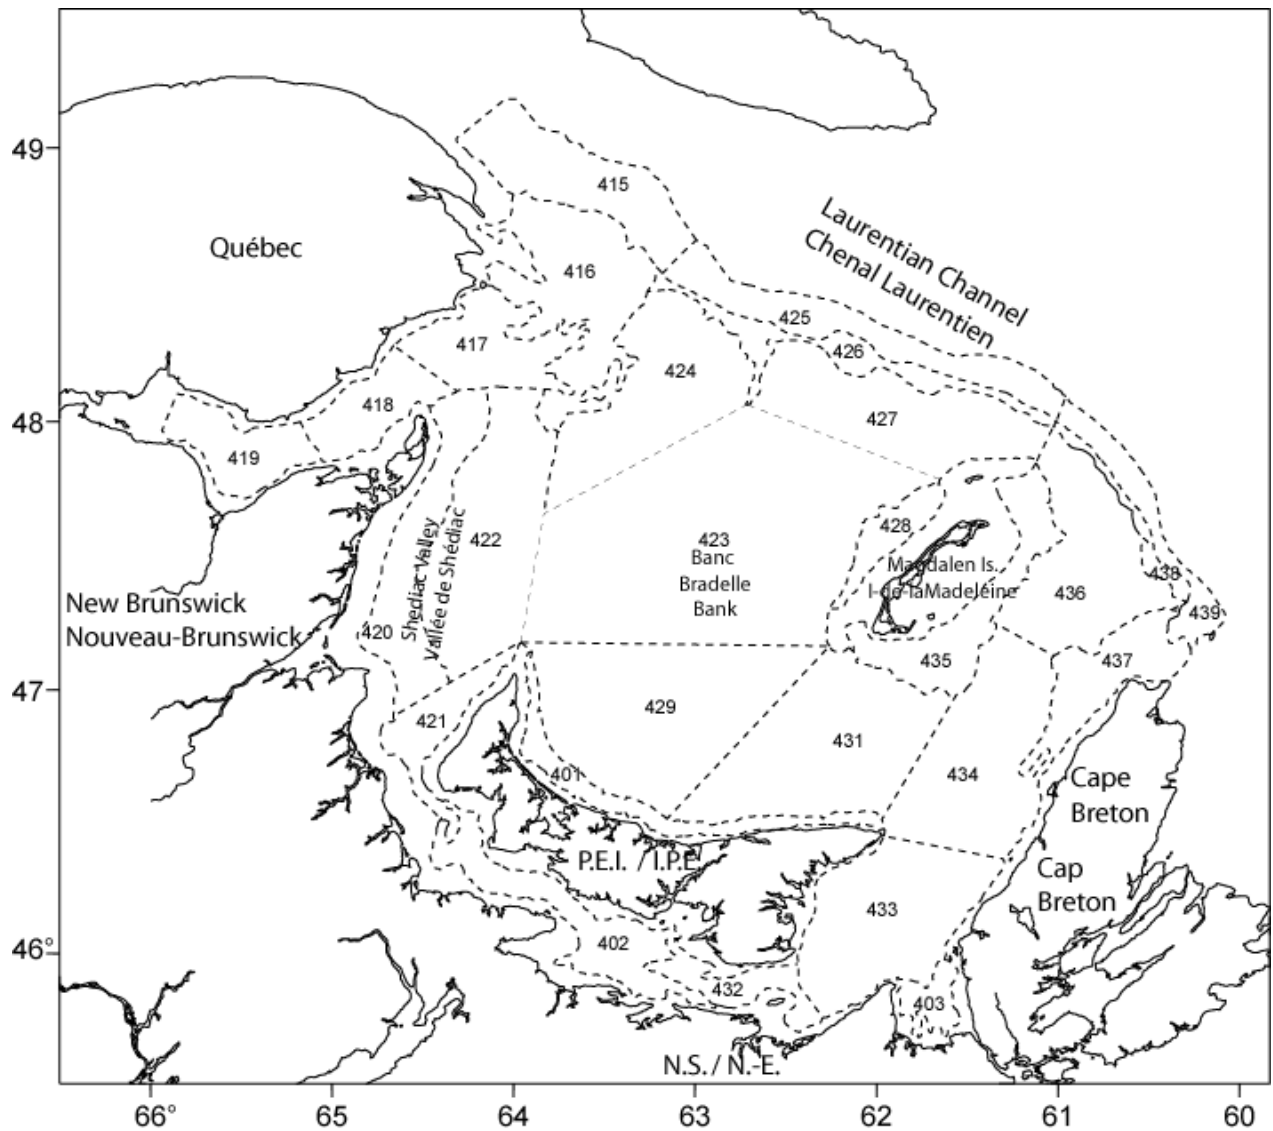 49
415
Laurentian Channel
Chenal Laurentien
Québec
416
425
417
426
424
418
427
48
419
428
423
Banc
Bradelle
Bank
422
Shediac Valley
Vallée de Shédiac
Magdalen Is.
I-de-laMadeleine
438
436
New Brunswick
Nouveau-Brunswick
439
420
435
437
47
421
429
431
434
401
Cape
Breton
P.E.I. / I.P.E.
Cap
Breton
433
46°
402
432
403
N.S. / N.-E.
66°
65
64
63
62
61
60